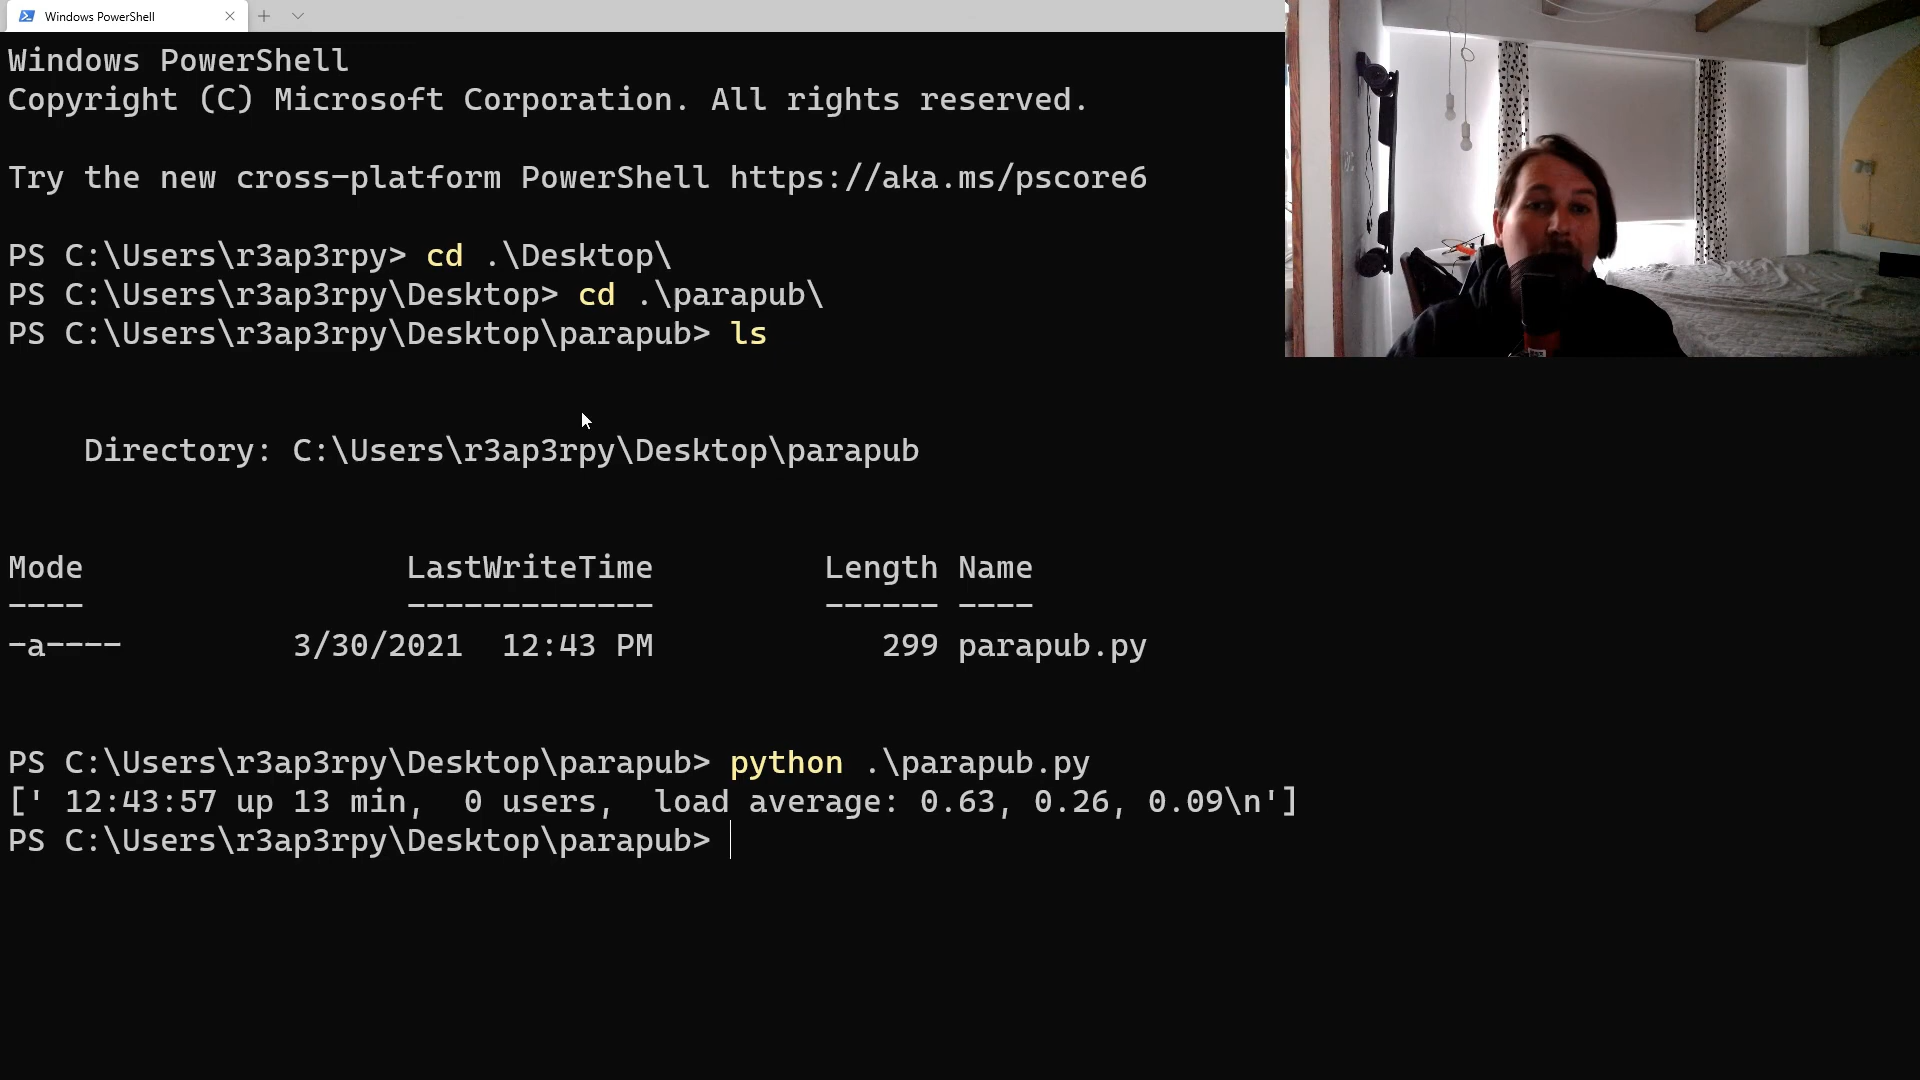 Windows PowerShell
Windows PowerShell
Copyright (C) Microsoft Corporation. All rights reserved.
Try the new cross-platform PowerShell https://aka.ms/pscore6
PS C:\Users\r3ap3rpy> cd .\Desktop\
PS C:\Users\r3ap3rpy\Desktop> cd .\parapub\
PS C:\Users\r3ap3rpy\Desktop\parapub> ls
Directory: C:\Users\r3ap3rpy\Desktop\parapub
Mode LastWriteTime Length Name
---- ------------- ------ ----
-a---- 3/30/2021 12:43 PM 299 parapub.py
PS C:\Users\r3ap3rpy\Desktop\parapub> python .\parapub.py
[' 12:43:57 up 13 min,  0 users,  load average: 0.63, 0.26, 0.09\n']
PS C:\Users\r3ap3rpy\Desktop\parapub>